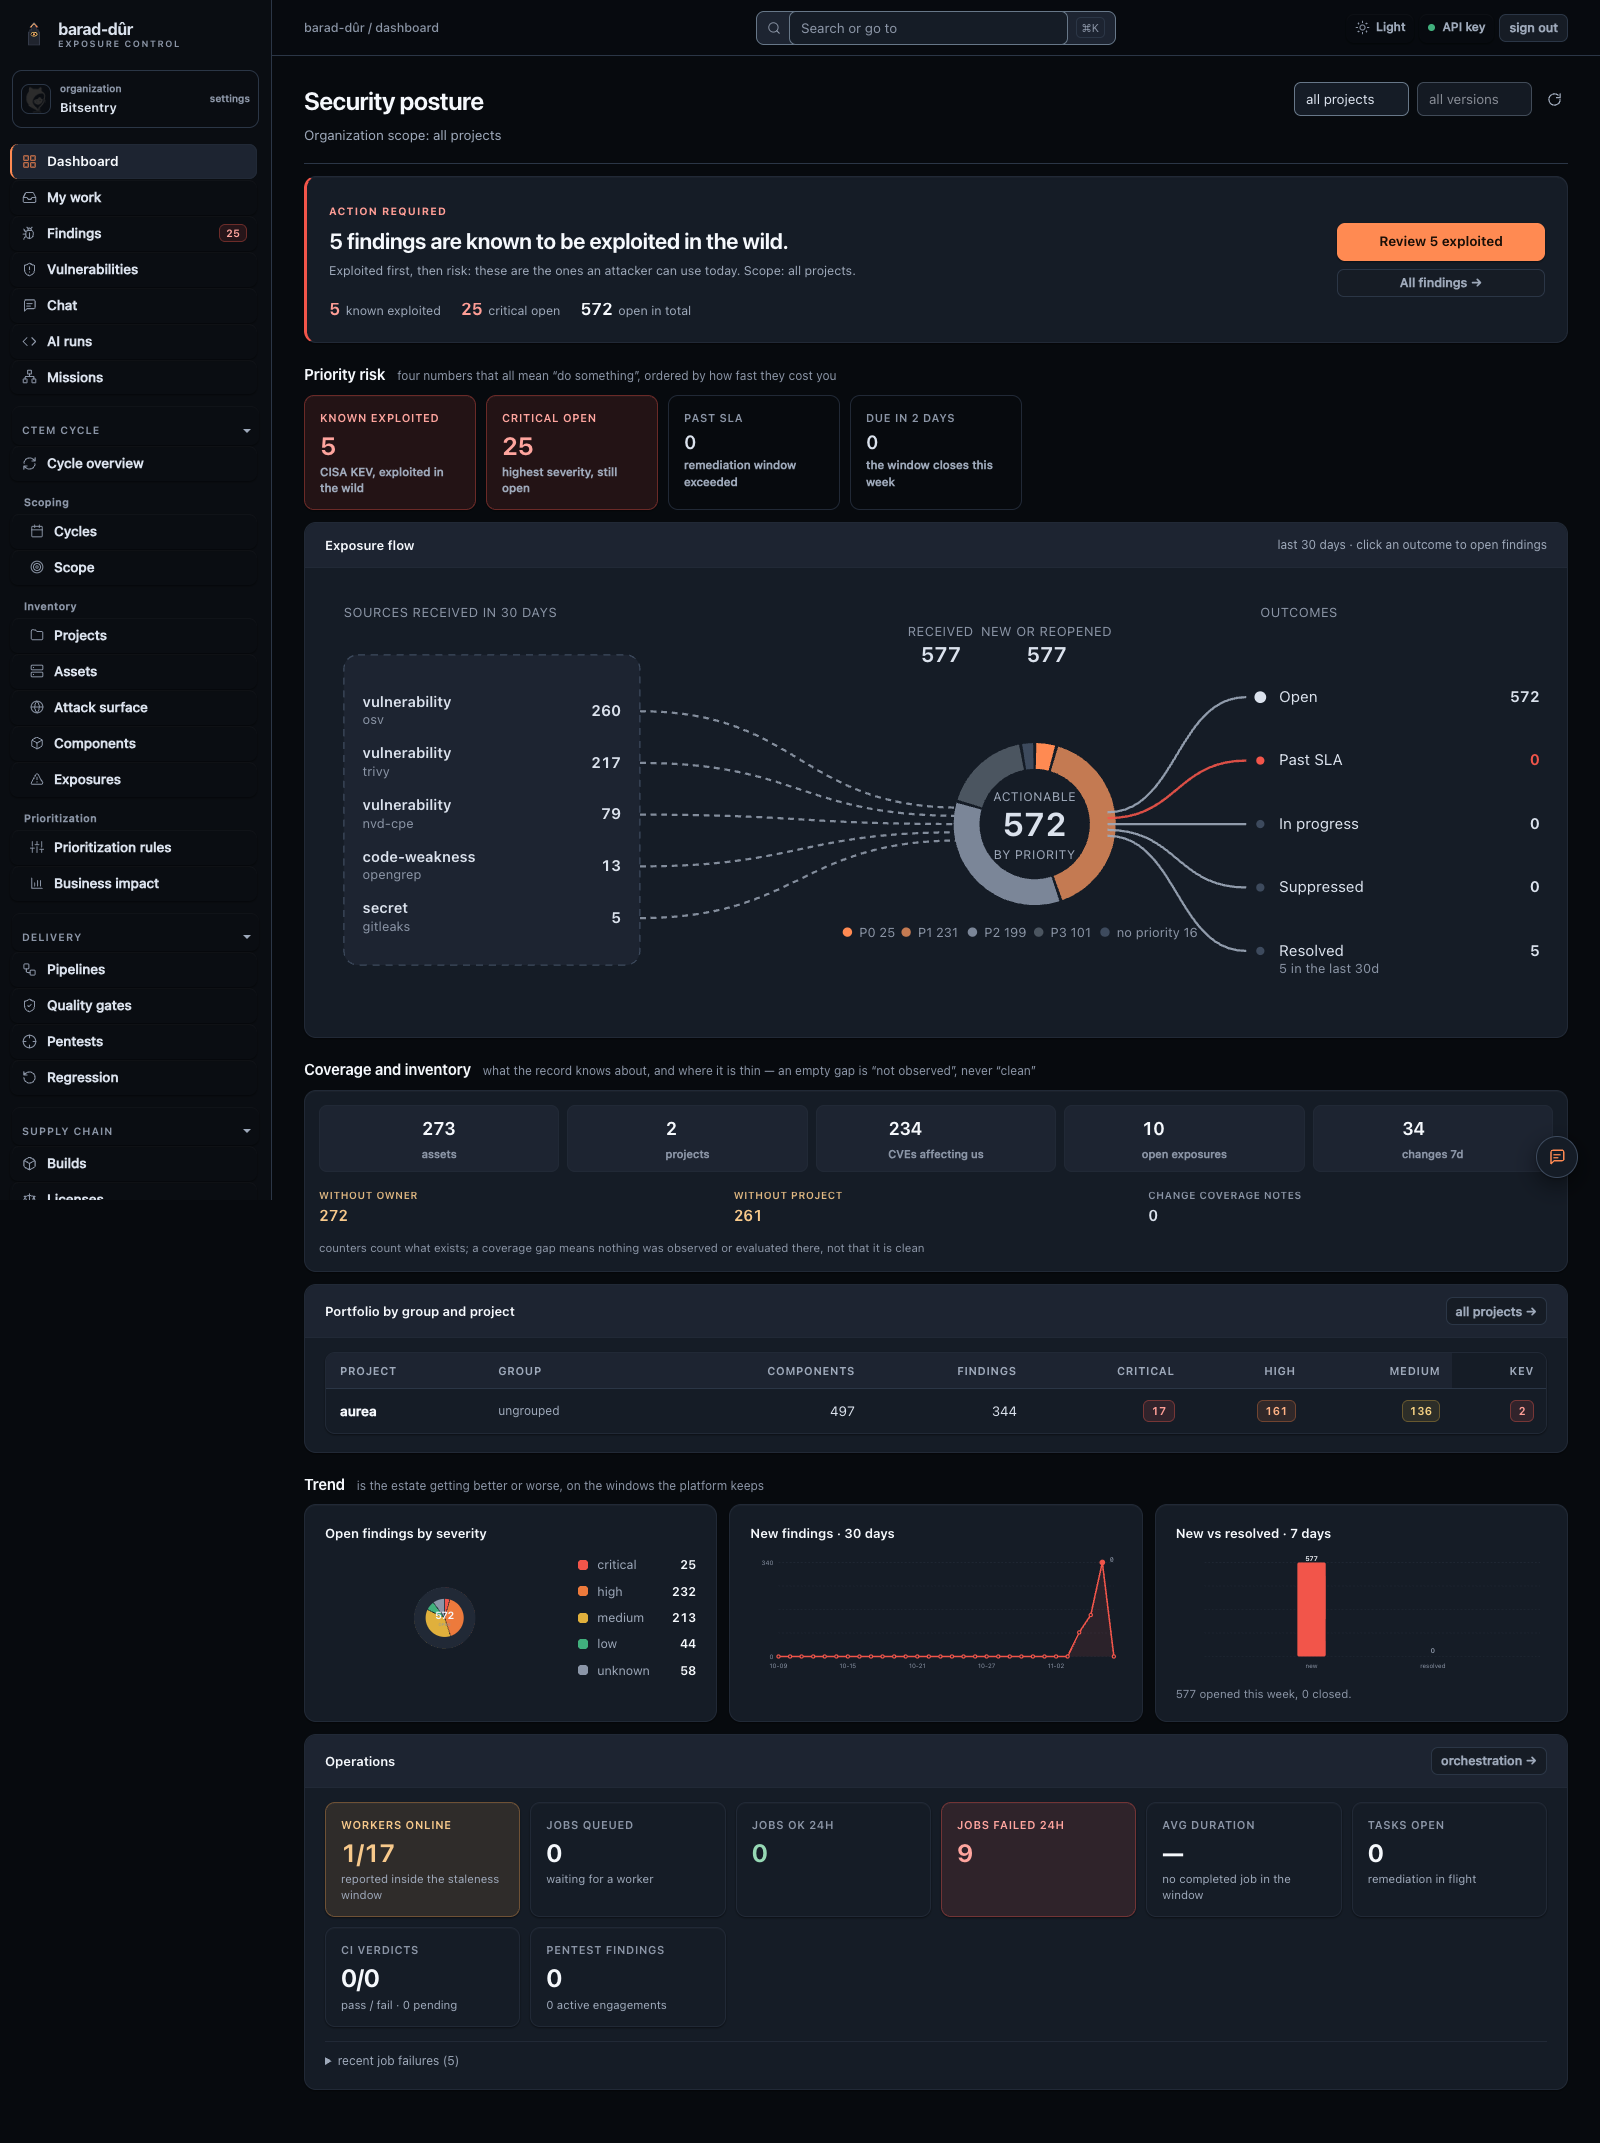 barad-dûr
EXPOSURE CONTROL
organization
Bitsentry
settings
Dashboard
My work
Findings
25
Vulnerabilities
Chat
AI runs
Missions
CTEM CYCLE
Cycle overview
Scoping
Cycles
Scope
Inventory
Projects
Assets
Attack surface
Components
Exposures
Prioritization
Prioritization rules
Business impact
DELIVERY
Pipelines
Quality gates
Pentests
Regression
SUPPLY CHAIN
Builds
Licenses
barad-dûr / dashboard
Search or go to
⌘K
Light
API key
sign out
Security posture
all projects
all versions
Organization scope: all projects
ACTION REQUIRED
5 findings are known to be exploited in the wild.
Exploited first, then risk: these are the ones an attacker can use today. Scope: all projects.
5 known exploited 25 critical open 572 open in total
Review 5 exploited
All findings →
Priority risk four numbers that all mean “do something”, ordered by how fast they cost you
KNOWN EXPLOITED
5
CISA KEV, exploited in
the wild
CRITICAL OPEN
25
highest severity, still
open
PAST SLA
0
remediation window
exceeded
DUE IN 2 DAYS
0
the window closes this
week
Exposure flow
last 30 days · click an outcome to open findings
SOURCES RECEIVED IN 30 DAYS
vulnerability
osv
260
vulnerability
trivy
217
vulnerability
nvd-cpe
79
code-weakness
opengrep
13
secret
gitleaks
5
RECEIVED NEW OR REOPENED
577 577
ACTIONABLE
572
BY PRIORITY
P0 25 P1 231 P2 199 P3 101 no priority 16
OUTCOMES
Open 572
Past SLA 0
In progress 0
Suppressed 0
Resolved 5
5 in the last 30d
Coverage and inventory what the record knows about, and where it is thin — an empty gap is “not observed”, never “clean”
273
assets
2
projects
234
CVEs affecting us
10
open exposures
34
changes 7d
WITHOUT OWNER
272
WITHOUT PROJECT
261
CHANGE COVERAGE NOTES
0
counters count what exists; a coverage gap means nothing was observed or evaluated there, not that it is clean
Portfolio by group and project
all projects →
PROJECT GROUP COMPONENTS FINDINGS CRITICAL HIGH MEDIUM KEV
aurea ungrouped 497 344 17 161 136 2
Trend is the estate getting better or worse, on the windows the platform keeps
Open findings by severity
572
critical 25
high 232
medium 213
low 44
unknown 58
New findings · 30 days
340
0
0
10-09 10-15 10-21 10-27 11-02
New vs resolved · 7 days
577
0
new resolved
577 opened this week, 0 closed.
Operations
orchestration →
WORKERS ONLINE
1/17
reported inside the staleness
window
JOBS QUEUED
0
waiting for a worker
JOBS OK 24H
0
JOBS FAILED 24H
9
AVG DURATION
—
no completed job in the
window
TASKS OPEN
0
remediation in flight
CI VERDICTS
0/0
pass / fail · 0 pending
PENTEST FINDINGS
0
0 active engagements
recent job failures (5)